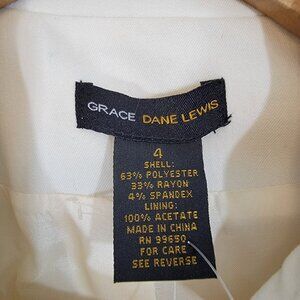 GRACE DANE LEWIS
4
SHELL:
63% POLYESTER
33% RAYON
4% SPANDEX
LINING:
100% ACETATE
MADE IN CHINA
RN 99650
FOR CARE
SEE REVERSE